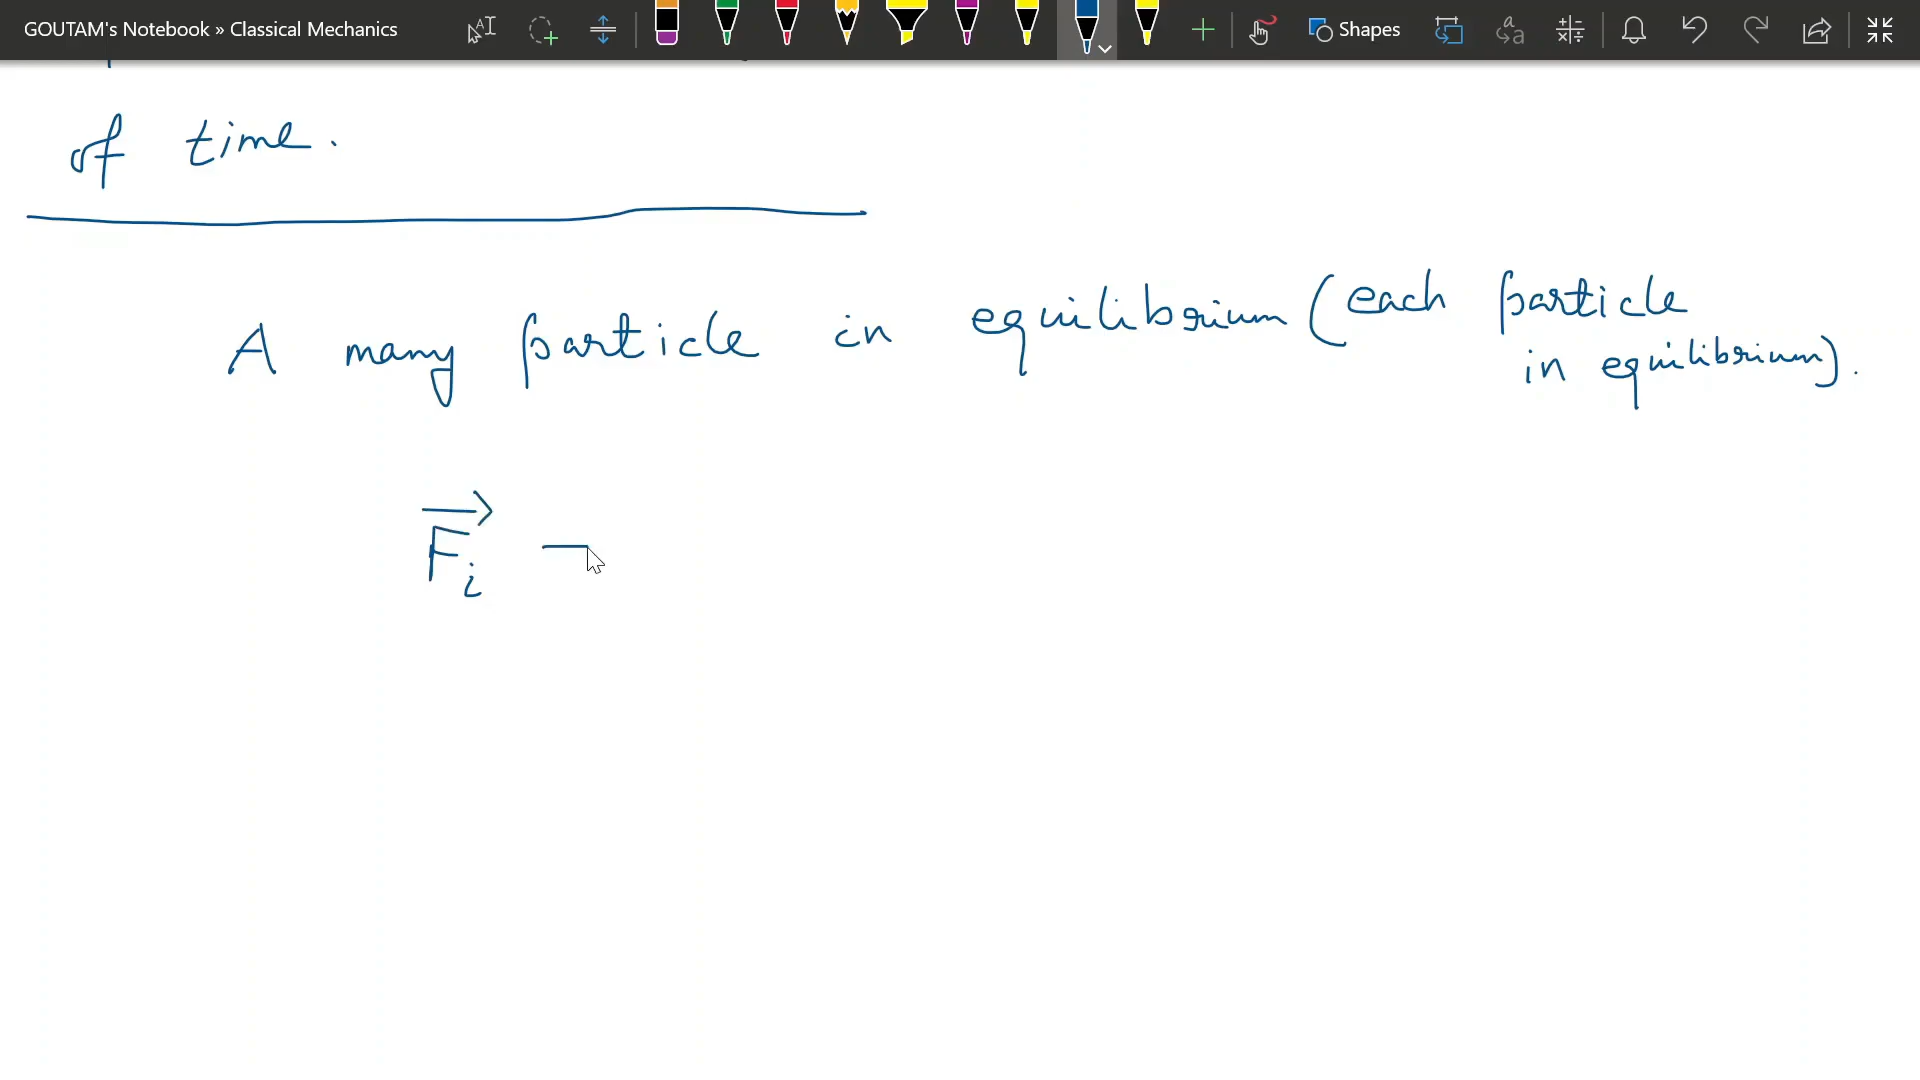 GOUTAM's Notebook » Classical Mechanics
Shapes
of time.
A many particle in equilibrium (each particle
in equilibrium).
F⃗ᵢ —